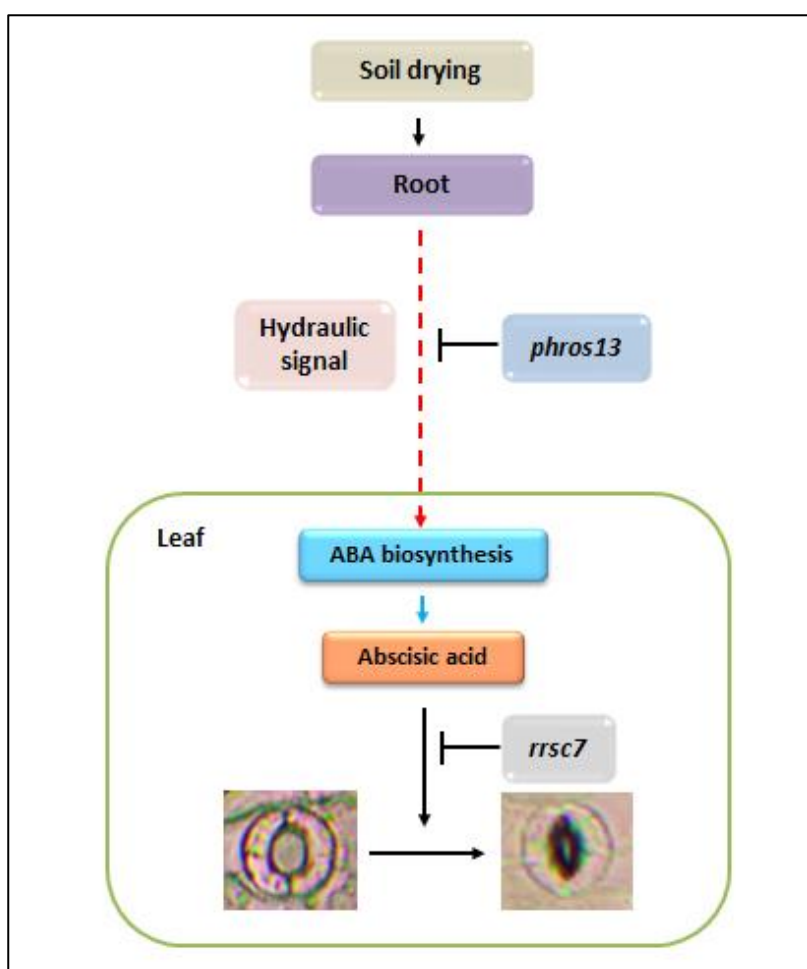 Soil drying
Root
Hydraulic
signal
phros13
Leaf
ABA biosynthesis
Abscisic acid
rrsc7